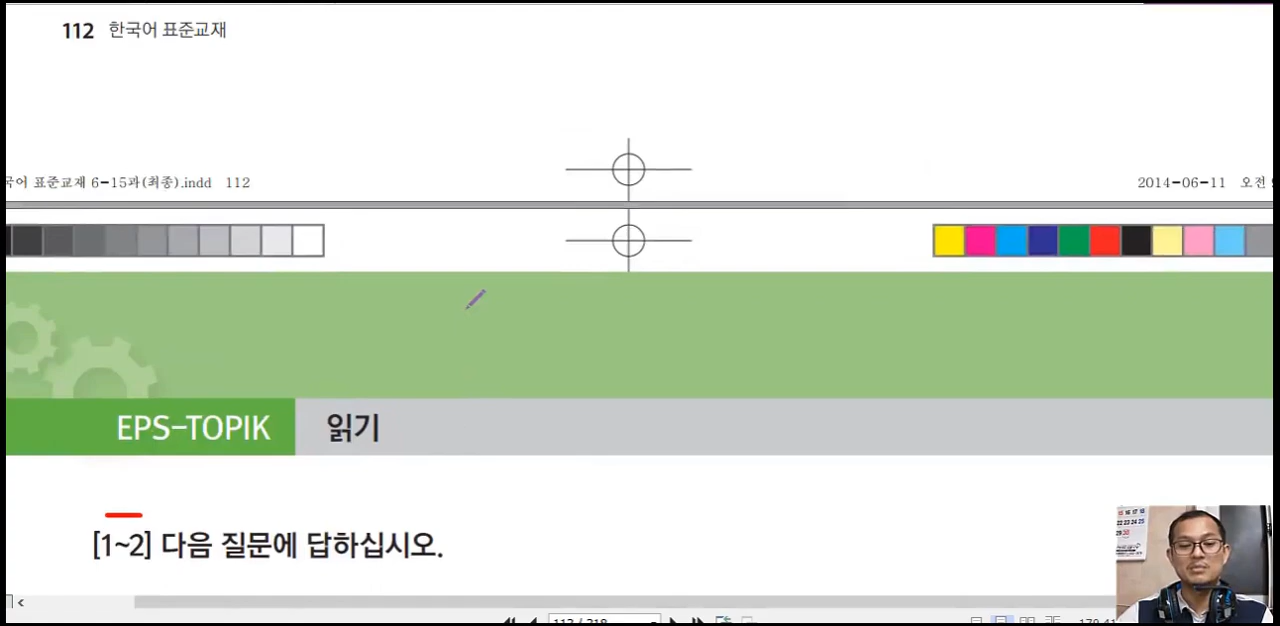 112 한국어 표준교재
국어 표준교재 6-15과(최종).indd 112
2014-06-11 오전
EPS-TOPIK 읽기
[1~2] 다음 질문에 답하십시오.